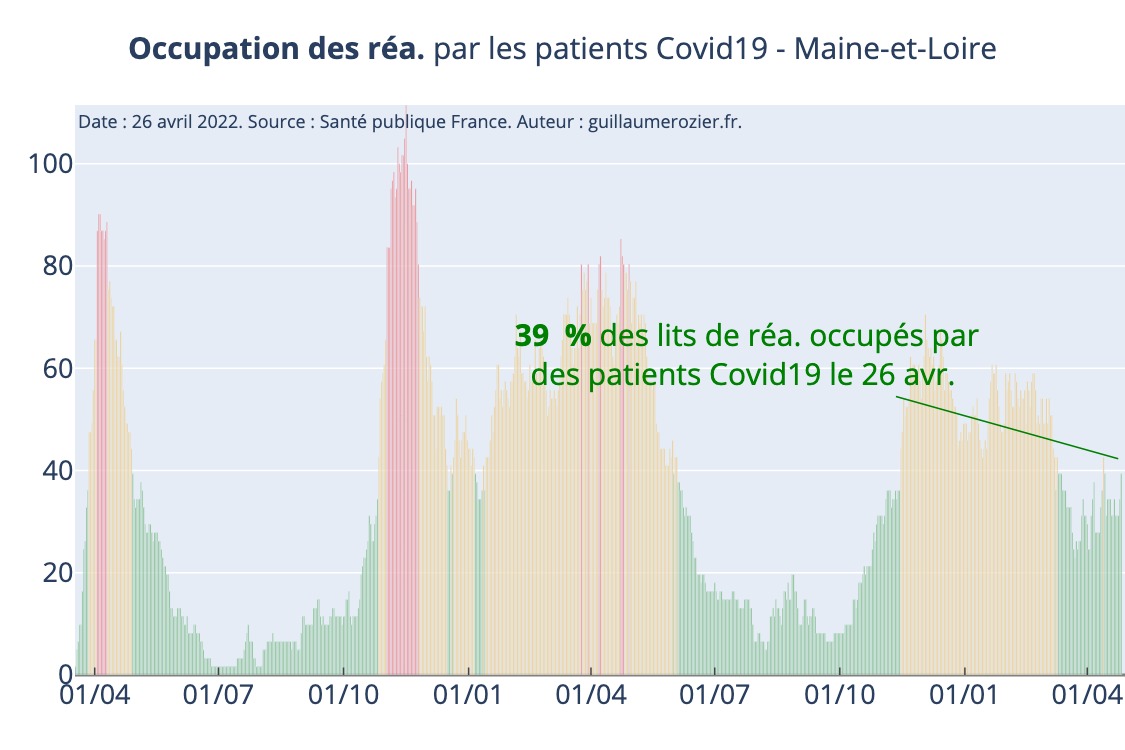 Occupation des réa. par les patients Covid19 - Maine-et-Loire
Date : 26 avril 2022. Source : Santé publique France. Auteur : guillaumerozier.fr.
100
80
39 % des lits de réa. occupés par
des patients Covid19 le 26 avr.
60
40
20
0
01/04 01/07 01/10 01/01 01/04 01/07 01/10 01/01 01/04